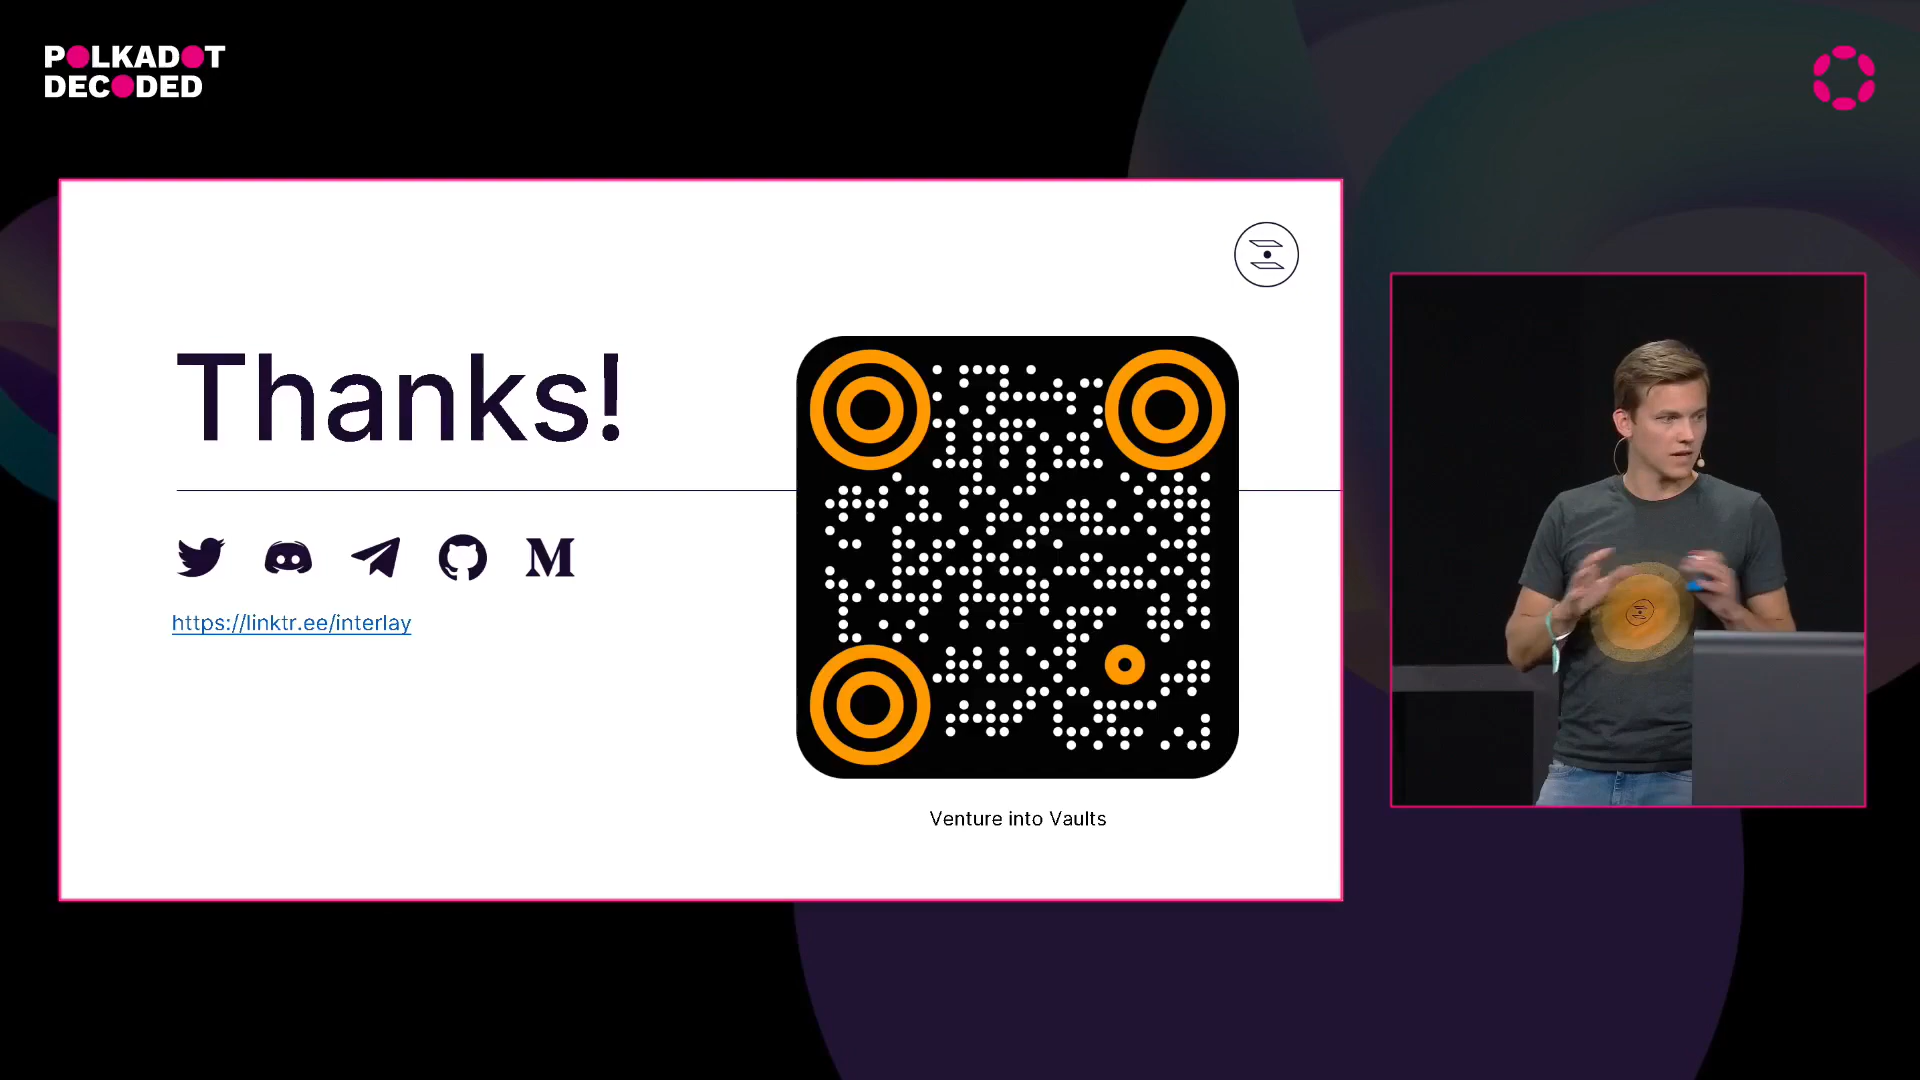 POLKADOT
DECODED
Thanks!
https://linktr.ee/interlay
Venture into Vaults